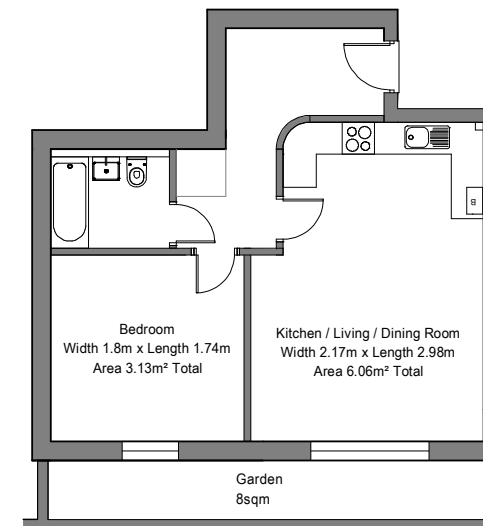 Bedroom
Width 1.8m x Length 1.74m
Area 3.13m² Total
Kitchen / Living / Dining Room
Width 2.17m x Length 2.98m
Area 6.06m² Total
B
Garden
8sqm